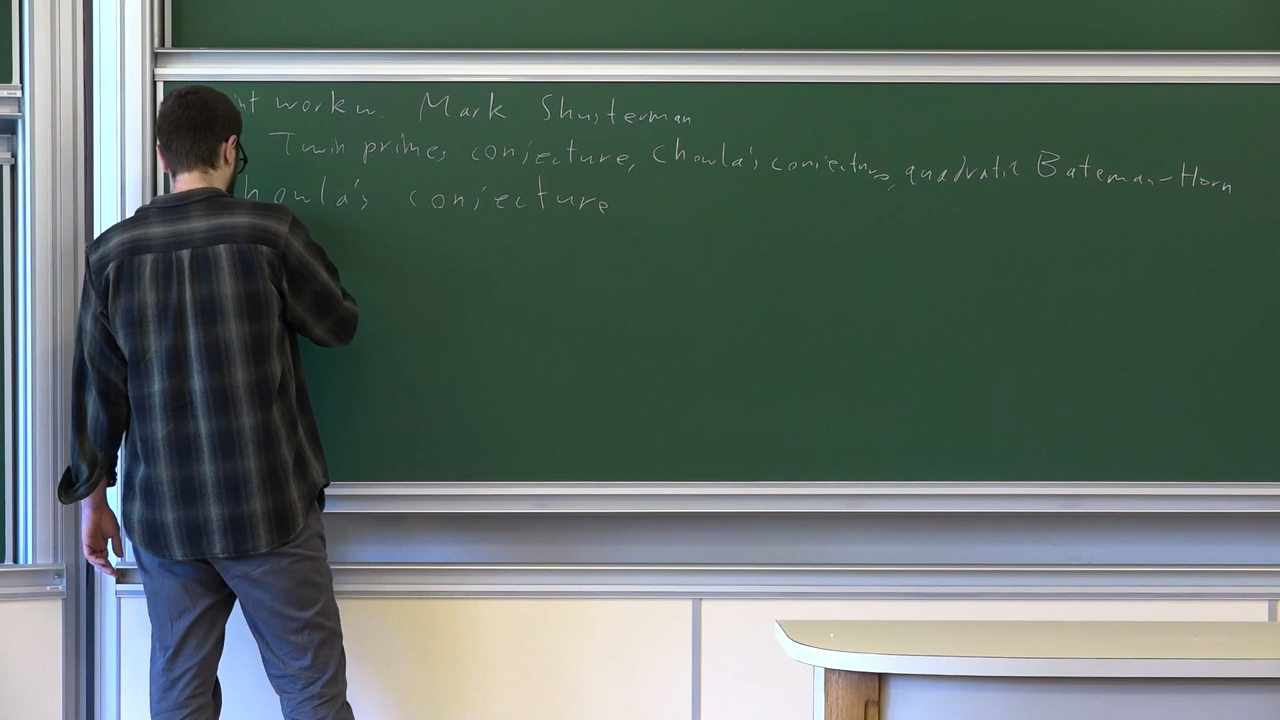 nt work w. Mark Shusterman
Twin primes conjecture, Chowla's conjecture, quadratic Bateman-Horn
howla's conjecture